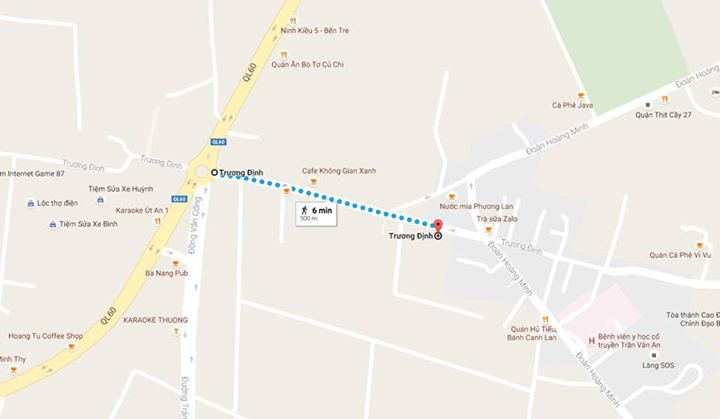 Ninh Kiều 5 - Bến Tre
Quán Ăn Bò Tơ Củ Chi
QL60
Cà Phê Java
Quán Thịt Cầy 27
Đoàn Hoàng Minh
Đoàn Hoàng Minh
QL60
Trương Định
Trương Định
Trương Định
m Internet Game 87
Cafe Không Gian Xanh
Tiệm Sửa Xe Huỳnh
Lọc thọ điện
QL60
Karaoke Út An 1
Tiệm Sửa Xe Bình
Đồng Văn Cống
6 min
500 m
Nước mía Phương Lan
Trà sữa Zalo
Trương Định
Trương Định
Quán Cà Phê Vi Vu
Đoàn Hoàng Minh
Ba Nang Pub
QL60
KARAOKE THUONG
Hoang Tu Coffee Shop
Minh Thy
Quán Hủ Tiếu,
Bánh Canh Lan
H
Bệnh viện y học cổ
truyền Trần Văn An
Tòa thánh Cao Đ
Chỉnh Đạo B
Làng SOS
Đoàn Hoàng Minh
Đường Trần